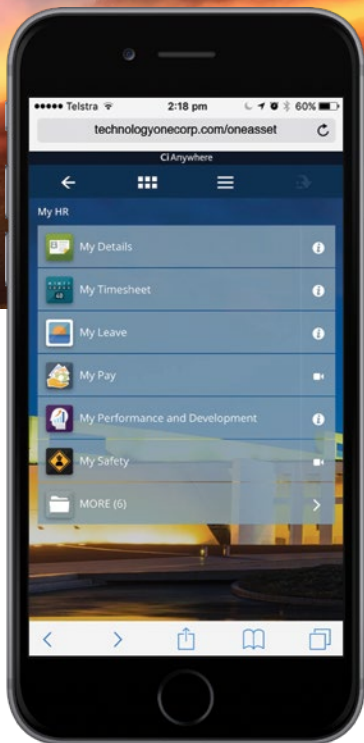 Telstra 2:18 pm 60%
technologyonecorp.com/oneasset
Ci Anywhere
My HR
My Details
My Timesheet
My Leave
My Pay
My Performance and Development
My Safety
MORE (6)